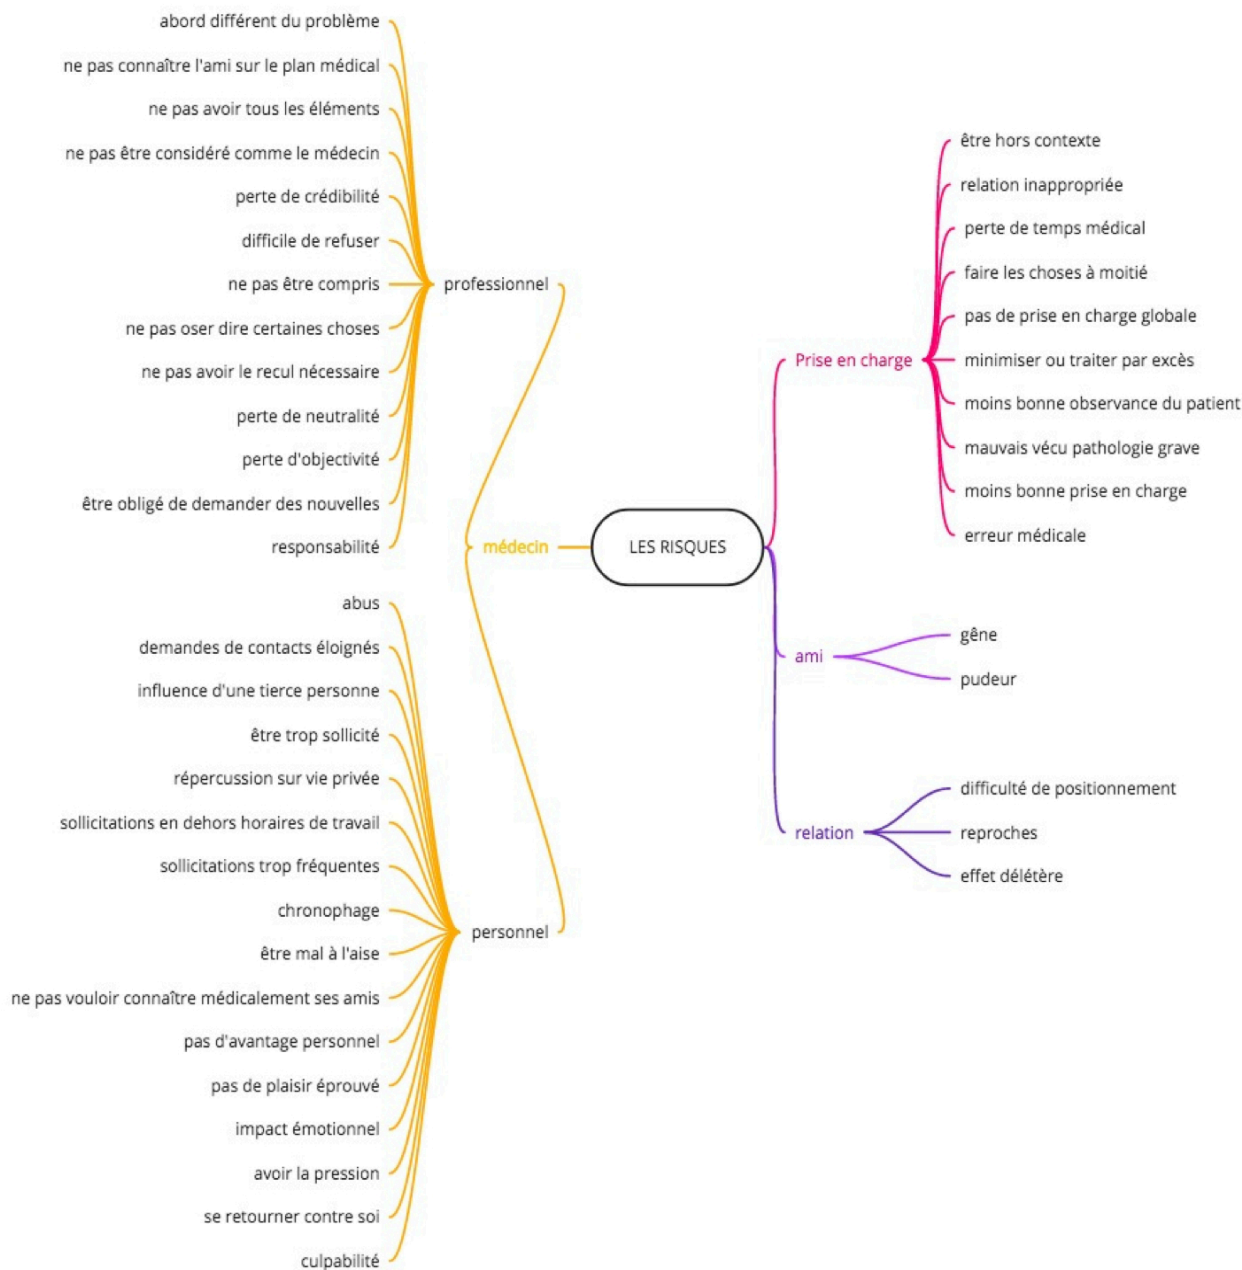 abord différent du problème
ne pas connaître l'ami sur le plan médical
ne pas avoir tous les éléments
ne pas être considéré comme le médecin
perte de crédibilité
difficile de refuser
ne pas être compris
ne pas oser dire certaines choses
ne pas avoir le recul nécessaire
perte de neutralité
perte d'objectivité
être obligé de demander des nouvelles
responsabilité
professionnel
abus
demandes de contacts éloignés
influence d'une tierce personne
être trop sollicité
répercussion sur vie privée
sollicitations en dehors horaires de travail
sollicitations trop fréquentes
chronophage
être mal à l'aise
ne pas vouloir connaître médicalement ses amis
pas d'avantage personnel
pas de plaisir éprouvé
impact émotionnel
avoir la pression
se retourner contre soi
culpabilité
personnel
médecin
LES RISQUES
Prise en charge
être hors contexte
relation inappropriée
perte de temps médical
faire les choses à moitié
pas de prise en charge globale
minimiser ou traiter par excès
moins bonne observance du patient
mauvais vécu pathologie grave
moins bonne prise en charge
erreur médicale
ami
gêne
pudeur
relation
difficulté de positionnement
reproches
effet délétère